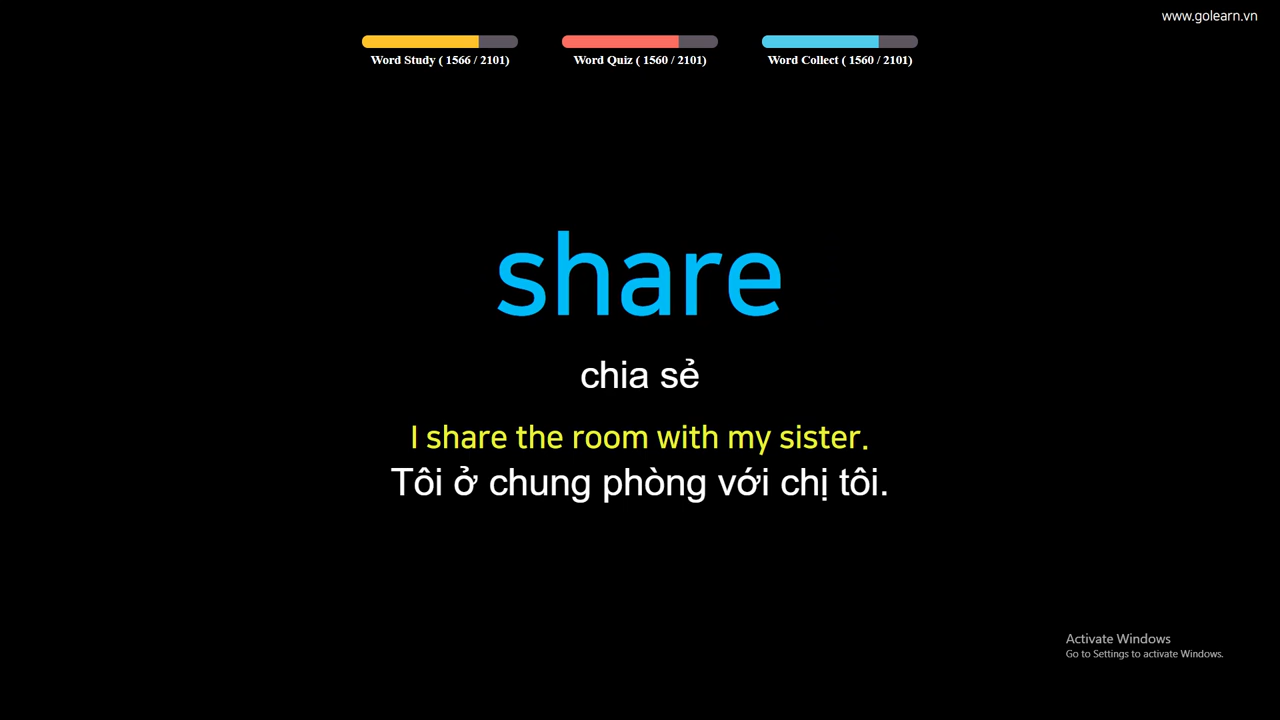 www.golearn.vn
Word Study ( 1566 / 2101)
Word Quiz ( 1560 / 2101)
Word Collect ( 1560 / 2101)
share
chia sẻ
I share the room with my sister.
Tôi ở chung phòng với chị tôi.
Activate Windows
Go to Settings to activate Windows.